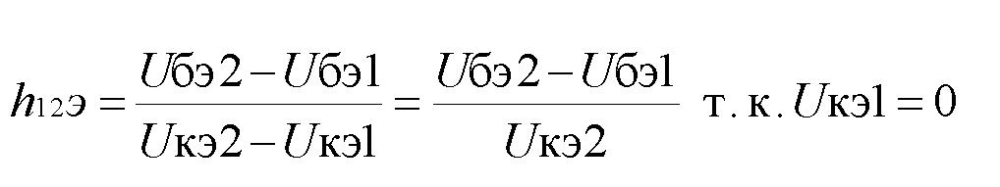 h12э = (Uбэ2 − Uбэ1) / (Uкэ2 − Uкэ1) = (Uбэ2 − Uбэ1) / Uкэ2 т.к. Uкэ1 = 0